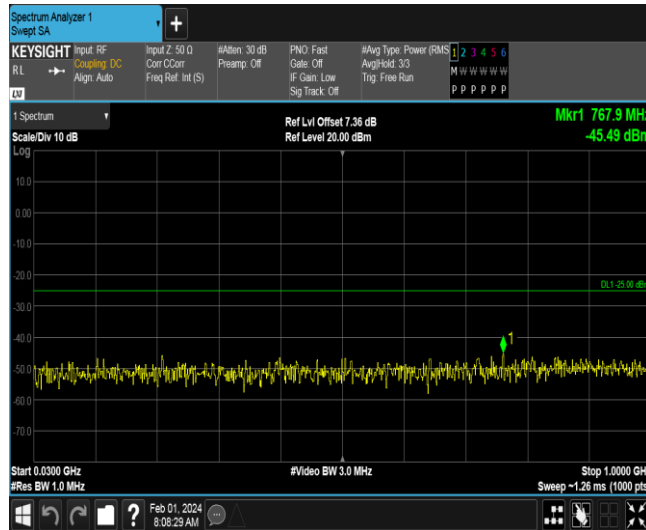 Spectrum Analyzer 1
Swept SA
+
KEYSIGHT
RL
LXI
Input: RF
Coupling: DC
Align: Auto
Input Z: 50 Ω
Corr CCorr
Freq Ref: Int (S)
#Atten: 30 dB
Preamp: Off
PNO: Fast
Gate: Off
IF Gain: Low
Sig Track: Off
#Avg Type: Power (RMS
Avg|Hold: 3/3
Trig: Free Run
1 2 3 4 5 6
M W W W W W
P P P P P P
1 Spectrum
Scale/Div 10 dB
Log
Ref Lvl Offset 7.36 dB
Ref Level 20.00 dBm
Mkr1 767.9 MHz
-45.49 dBm
10.0
0.00
-10.0
-20.0
DL1 -25.00 dBm
-30.0
-40.0
1
-50.0
-60.0
-70.0
Start 0.0300 GHz
#Res BW 1.0 MHz
#Video BW 3.0 MHz
Stop 1.0000 GH
Sweep ~1.26 ms (1000 pts
?
Feb 01, 2024
8:08:29 AM